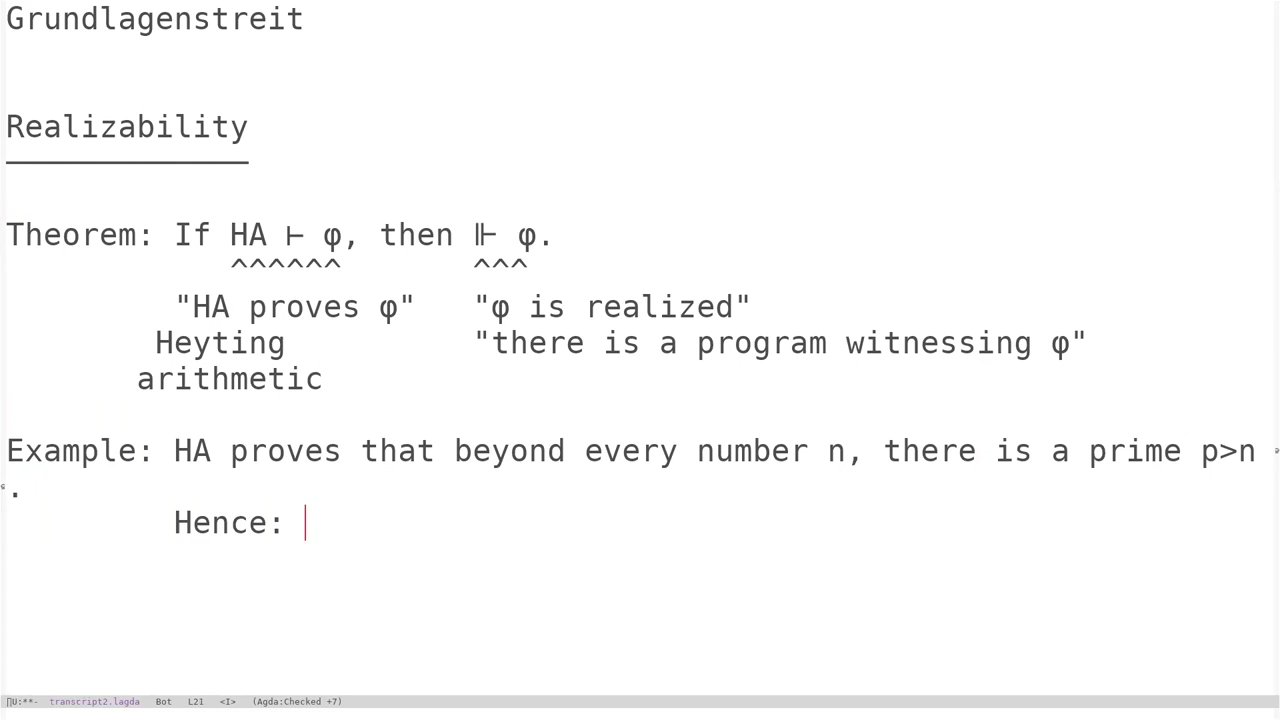 Grundlagenstreit
Realizability
Theorem: If HA ⊢ φ, then ⊩ φ.
^^^^^^ ^^^
"HA proves φ" "φ is realized"
Heyting "there is a program witnessing φ"
arithmetic
Example: HA proves that beyond every number n, there is a prime p>n
.
Hence:
U:**- transcript2.lagda Bot L21 <I> (Agda:Checked +7)